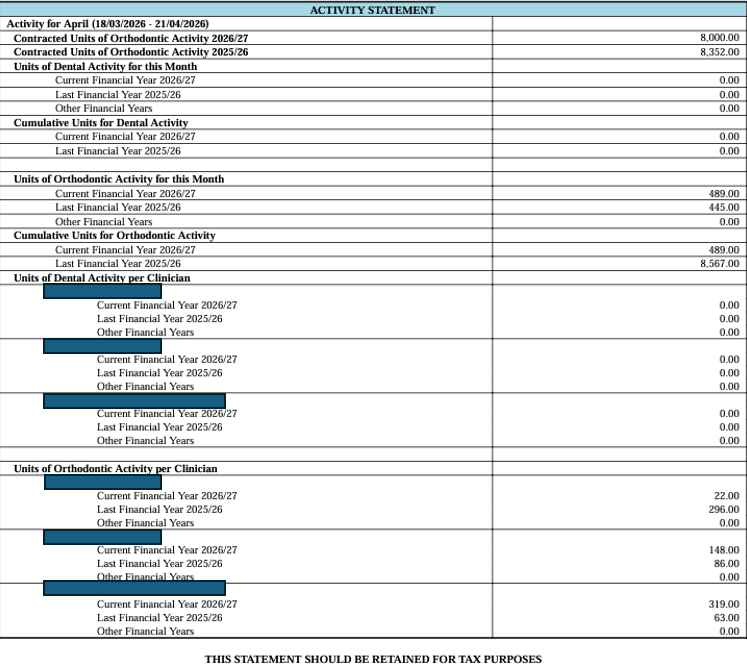 ACTIVITY STATEMENT
Activity for April (18/03/2026 - 21/04/2026)
Contracted Units of Orthodontic Activity 2026/27 8,000.00
Contracted Units of Orthodontic Activity 2025/26 8,352.00
Units of Dental Activity for this Month
Current Financial Year 2026/27 0.00
Last Financial Year 2025/26 0.00
Other Financial Years 0.00
Cumulative Units for Dental Activity
Current Financial Year 2026/27 0.00
Last Financial Year 2025/26 0.00
Units of Orthodontic Activity for this Month
Current Financial Year 2026/27 489.00
Last Financial Year 2025/26 445.00
Other Financial Years 0.00
Cumulative Units for Orthodontic Activity
Current Financial Year 2026/27 489.00
Last Financial Year 2025/26 8,567.00
Units of Dental Activity per Clinician
Current Financial Year 2026/27 0.00
Last Financial Year 2025/26 0.00
Other Financial Years 0.00
Current Financial Year 2026/27 0.00
Last Financial Year 2025/26 0.00
Other Financial Years 0.00
Current Financial Year 2026/27 0.00
Last Financial Year 2025/26 0.00
Other Financial Years 0.00
Units of Orthodontic Activity per Clinician
Current Financial Year 2026/27 22.00
Last Financial Year 2025/26 296.00
Other Financial Years 0.00
Current Financial Year 2026/27 148.00
Last Financial Year 2025/26 86.00
Other Financial Years 0.00
Current Financial Year 2026/27 319.00
Last Financial Year 2025/26 63.00
Other Financial Years 0.00
THIS STATEMENT SHOULD BE RETAINED FOR TAX PURPOSES